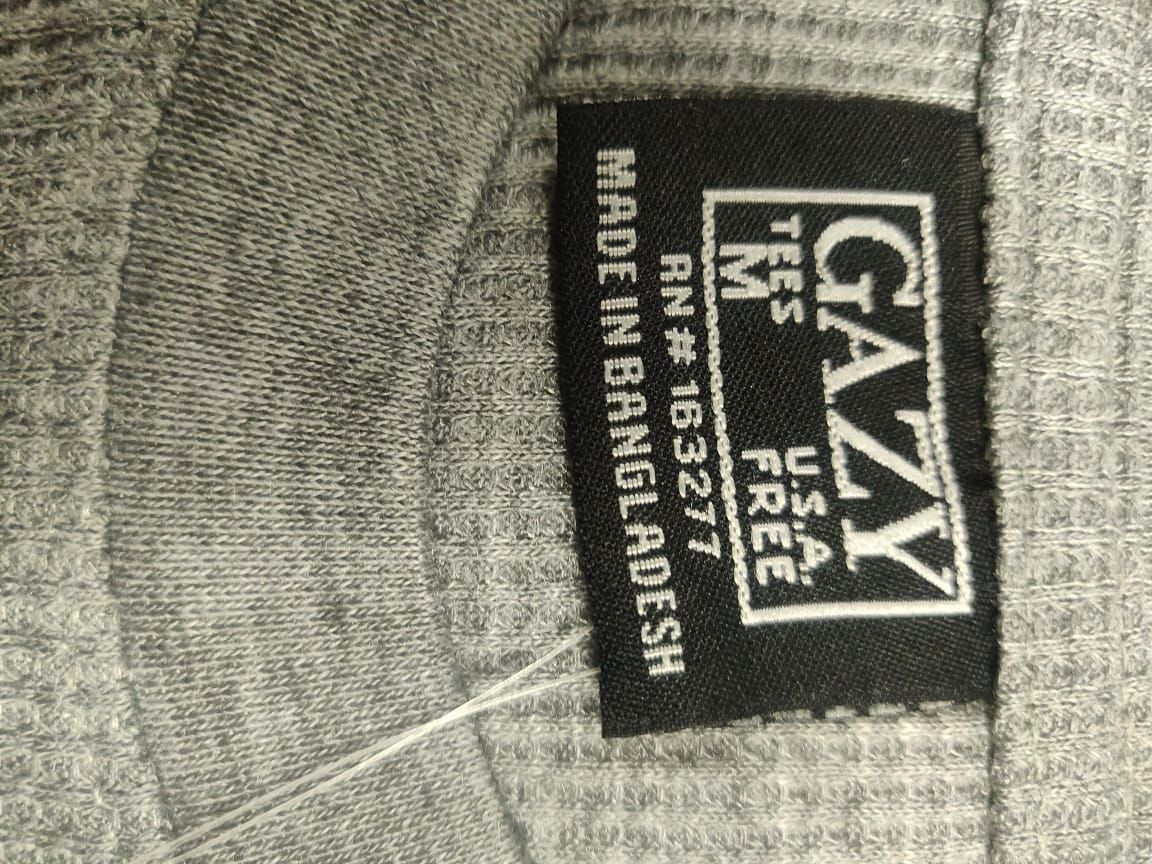 GAZY
TEES U.S.A.
M FREE
RN # 163277
MADE IN BANGLADESH